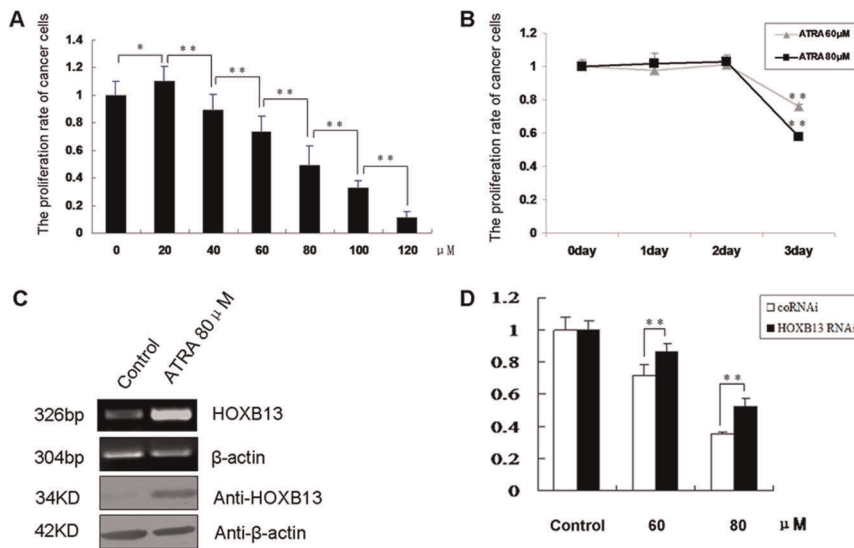 A
The proliferation rate of cancer cells
1.4
1.2
1
0.8
0.6
0.4
0.2
0
* ** ** ** ** **
0 20 40 60 80 100 120 μM
B
The proliferation rate of cancer cells
ATRA 60μM
ATRA 80μM
1.2
1
0.8
0.6
0.4
0.2
0
**
**
0day 1day 2day 3day
C
Control ATRA 80μM
326bp HOXB13
304bp β-actin
34KD Anti-HOXB13
42KD Anti-β-actin
D
coRNAi
HOXB13 RNAi
1.2
1
0.8
0.6
0.4
0.2
0
** **
Control 60 80 μM